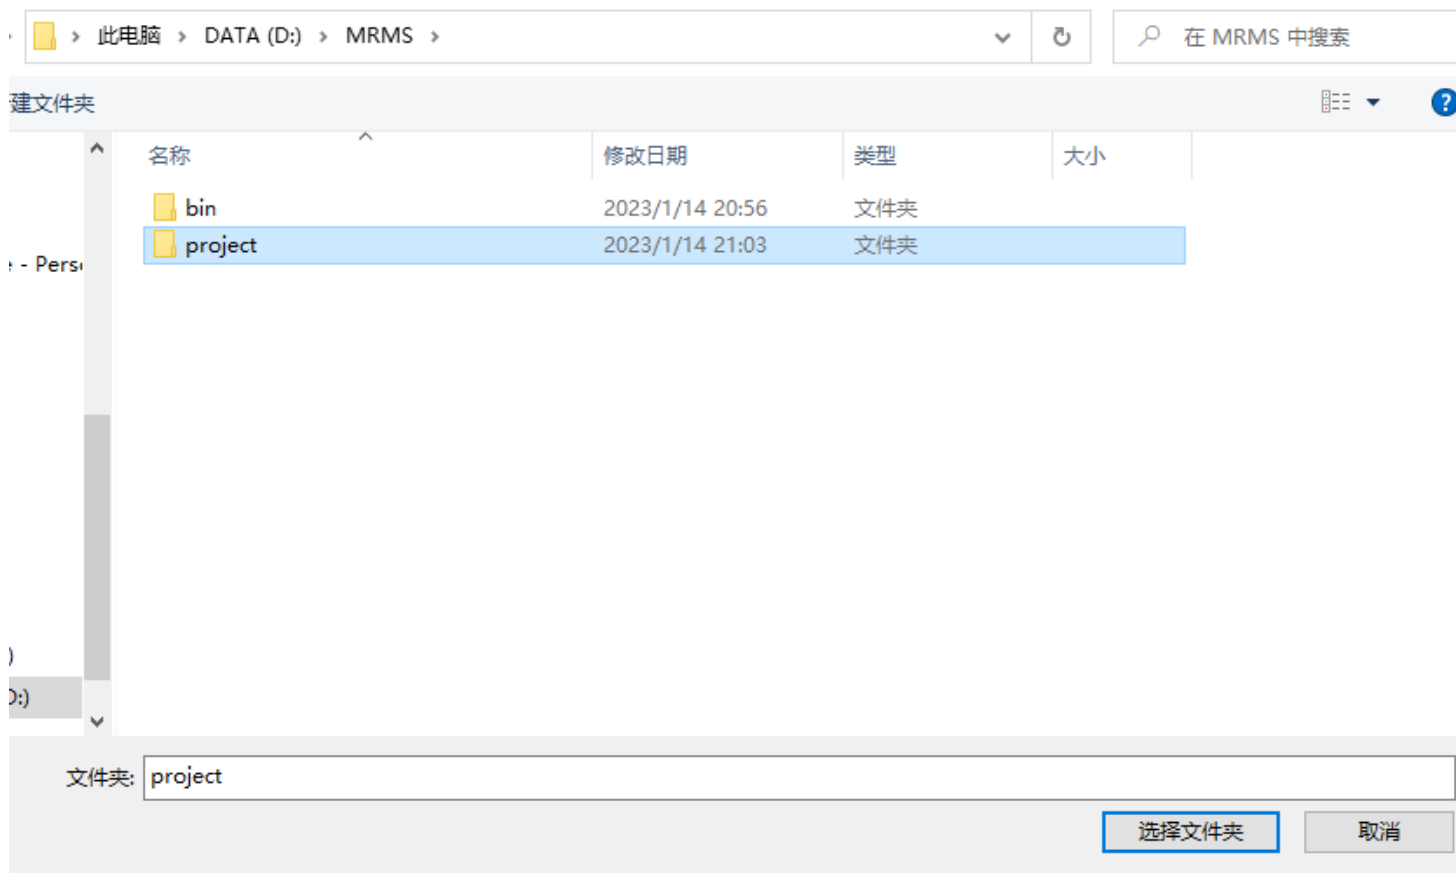 此电脑 > DATA (D:) > MRMS >
在 MRMS 中搜索
建文件夹
名称 修改日期 类型 大小
bin 2023/1/14 20:56 文件夹
project 2023/1/14 21:03 文件夹
- Pers
)
D:)
文件夹: project
选择文件夹 取消